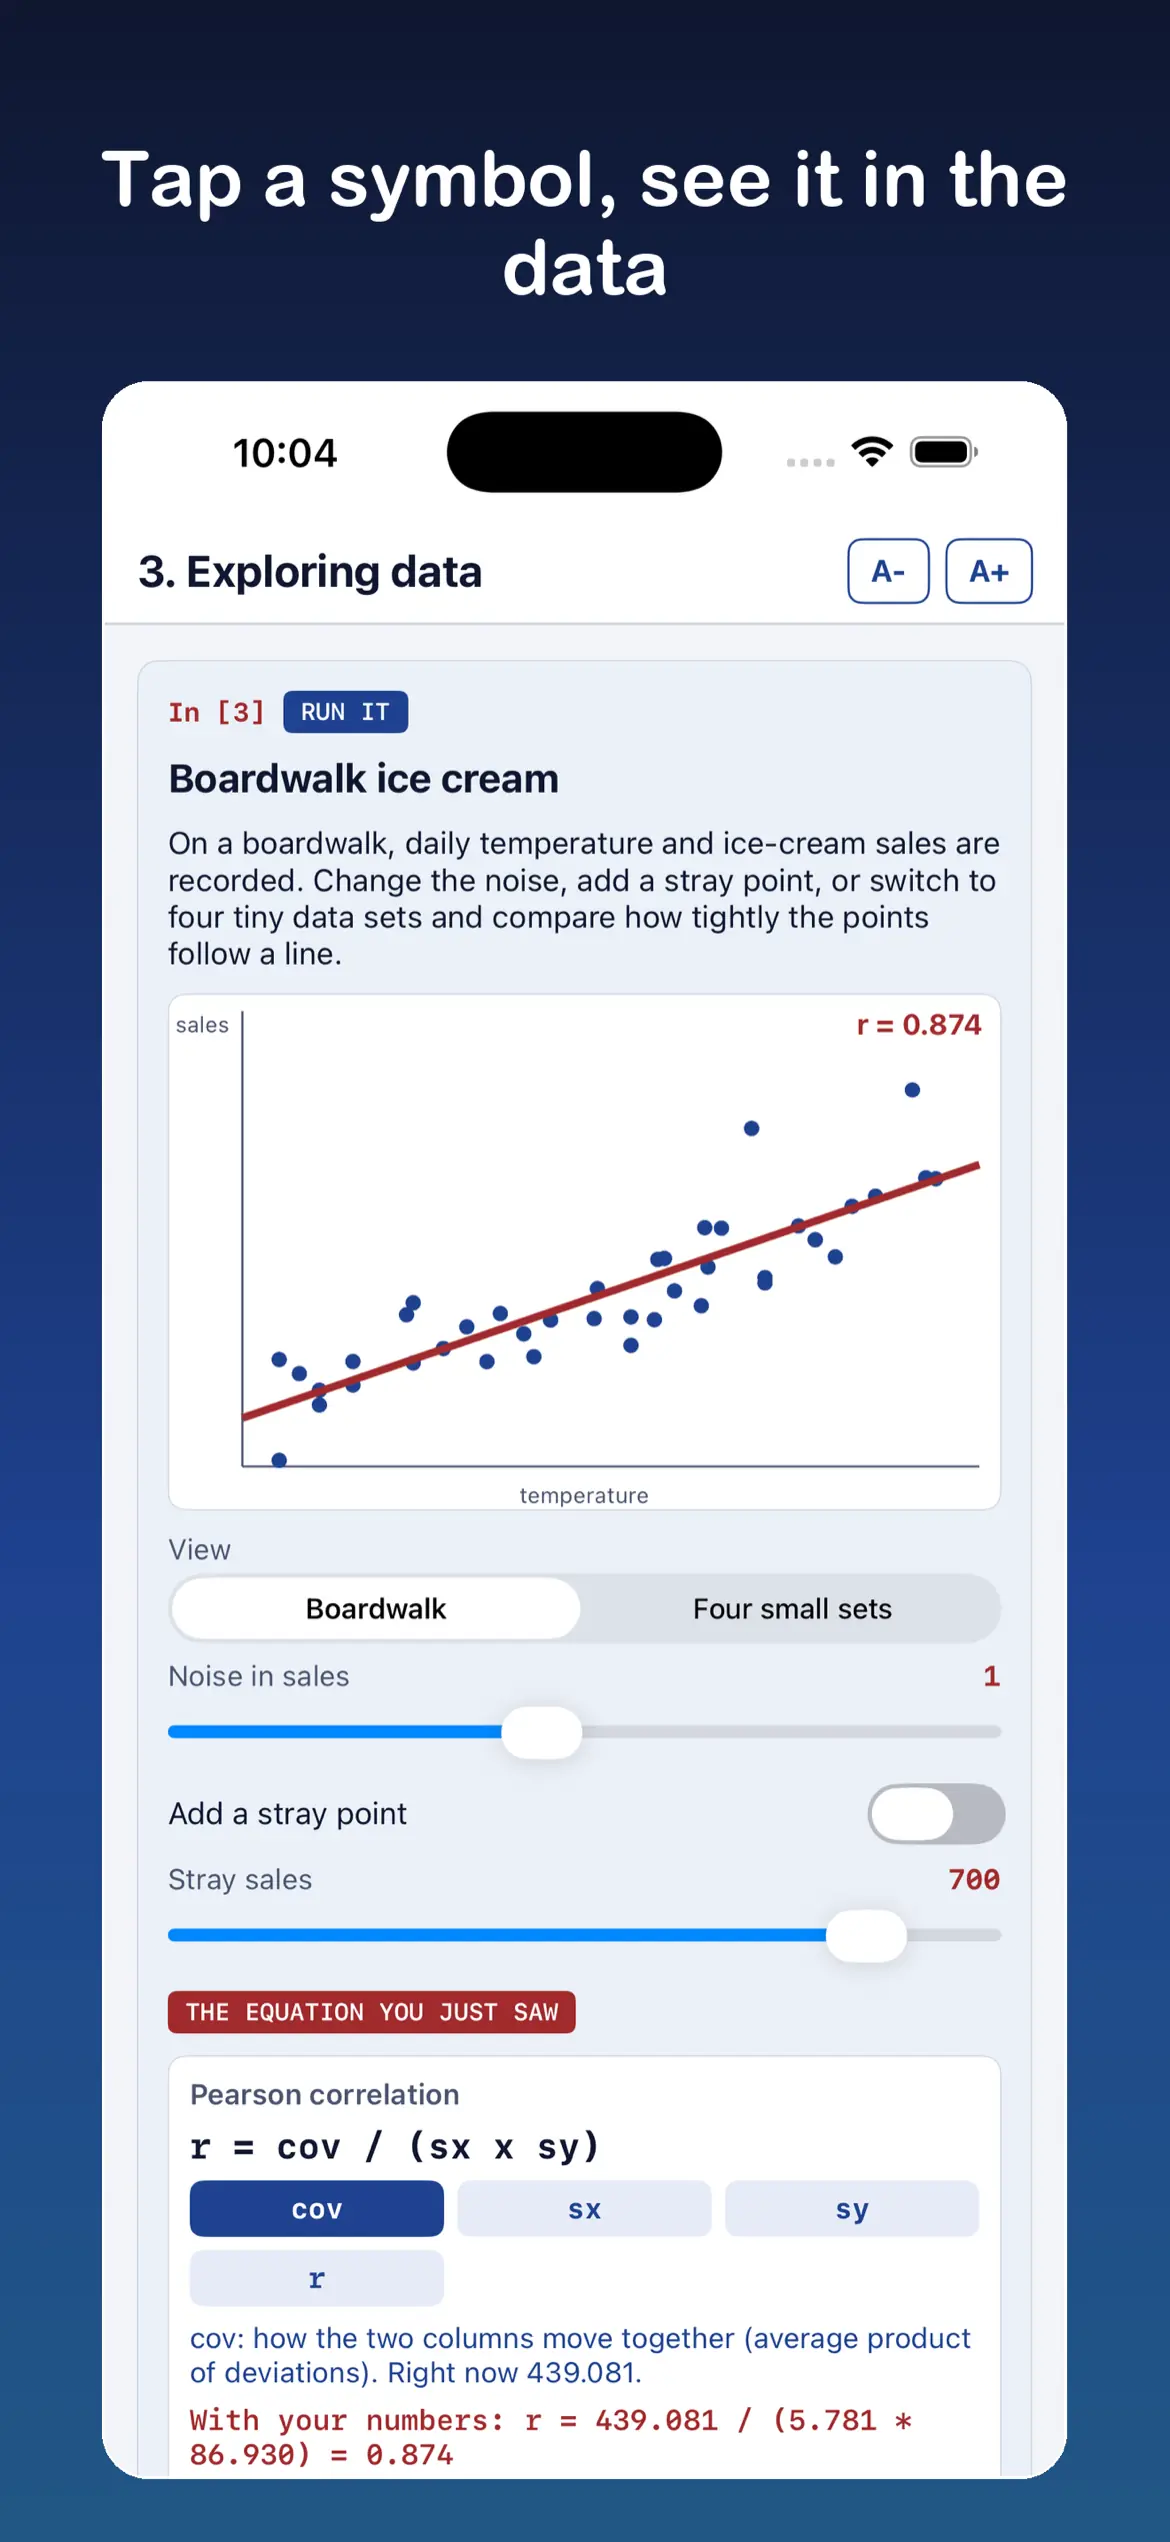 Tap a symbol, see it in the
data
10:04
3. Exploring data
A-
A+
In [3]
RUN IT
Boardwalk ice cream
On a boardwalk, daily temperature and ice-cream sales are
recorded. Change the noise, add a stray point, or switch to
four tiny data sets and compare how tightly the points
follow a line.
sales
r = 0.874
temperature
View
Boardwalk
Four small sets
Noise in sales
1
Add a stray point
Stray sales
700
THE EQUATION YOU JUST SAW
Pearson correlation
r = cov / (sx x sy)
cov
sx
sy
r
cov: how the two columns move together (average product
of deviations). Right now 439.081.
With your numbers: r = 439.081 / (5.781 *
86.930) = 0.874